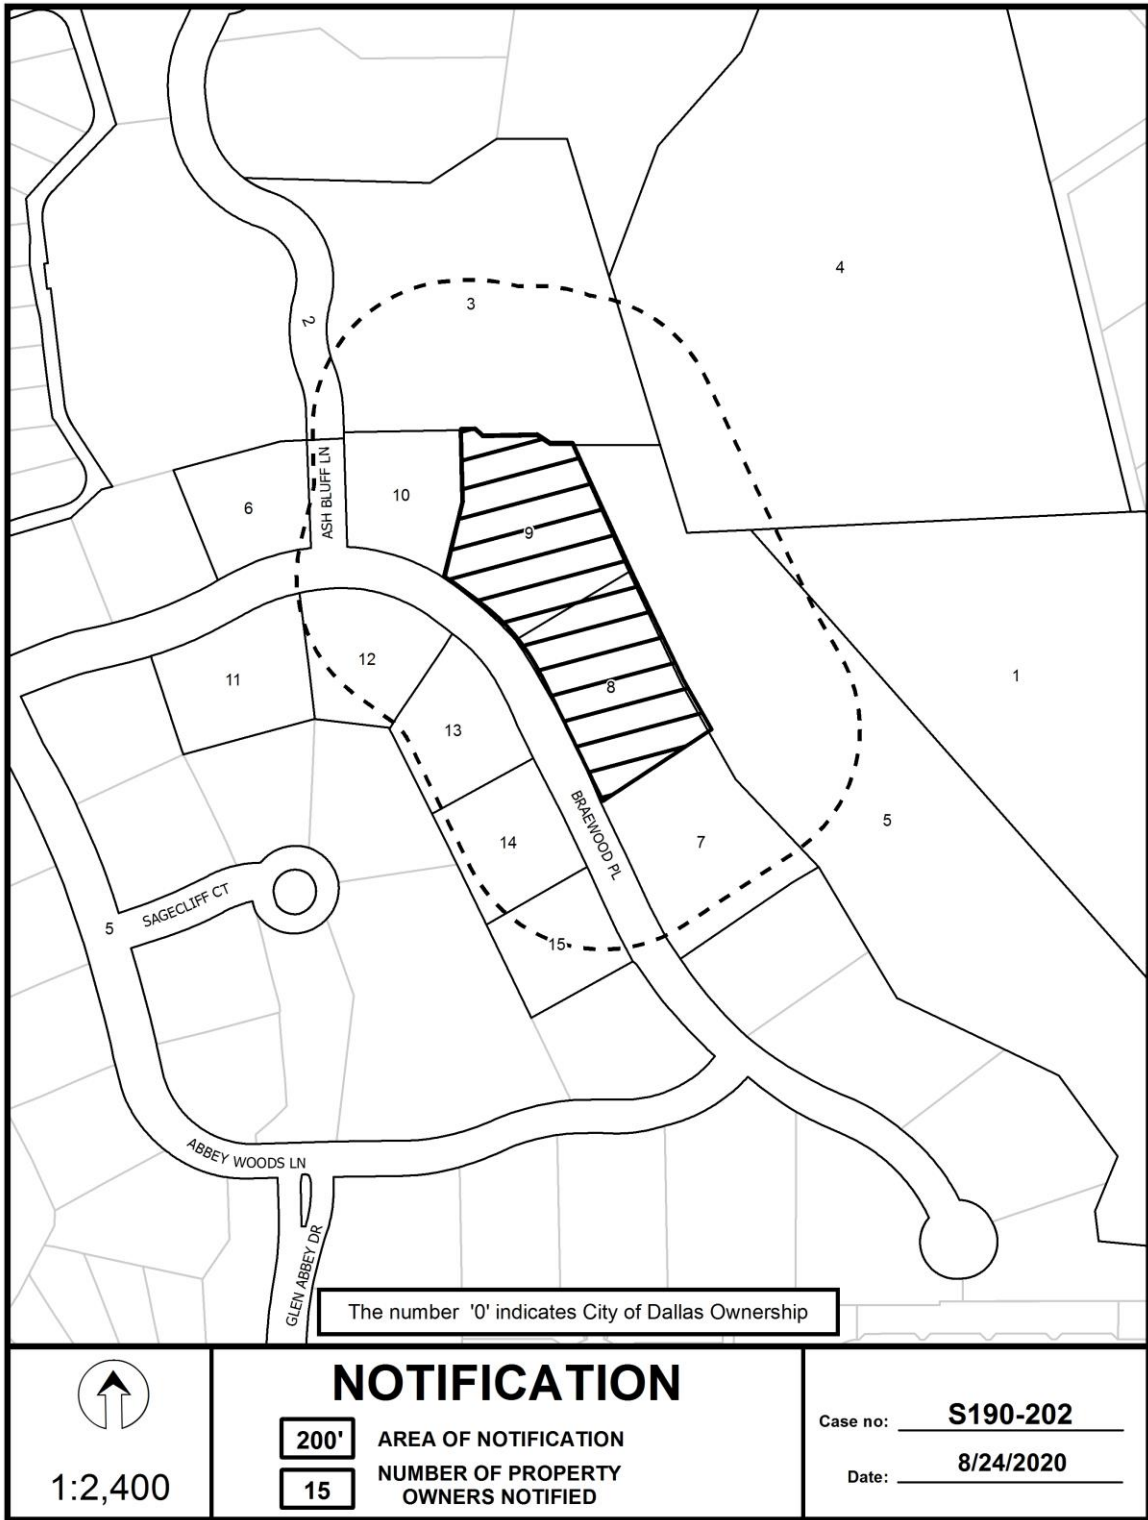 4
3
2
ASH BLUFF LN
10
6
9
12
11
8
1
13
BRAEWOOD PL
14
7
5
SAGECLIFF CT
5
15
ABBEY WOODS LN
GLEN ABBEY DR
The number '0' indicates City of Dallas Ownership
1:2,400
NOTIFICATION
200' AREA OF NOTIFICATION
15 NUMBER OF PROPERTY
OWNERS NOTIFIED
Case no: S190-202
Date: 8/24/2020